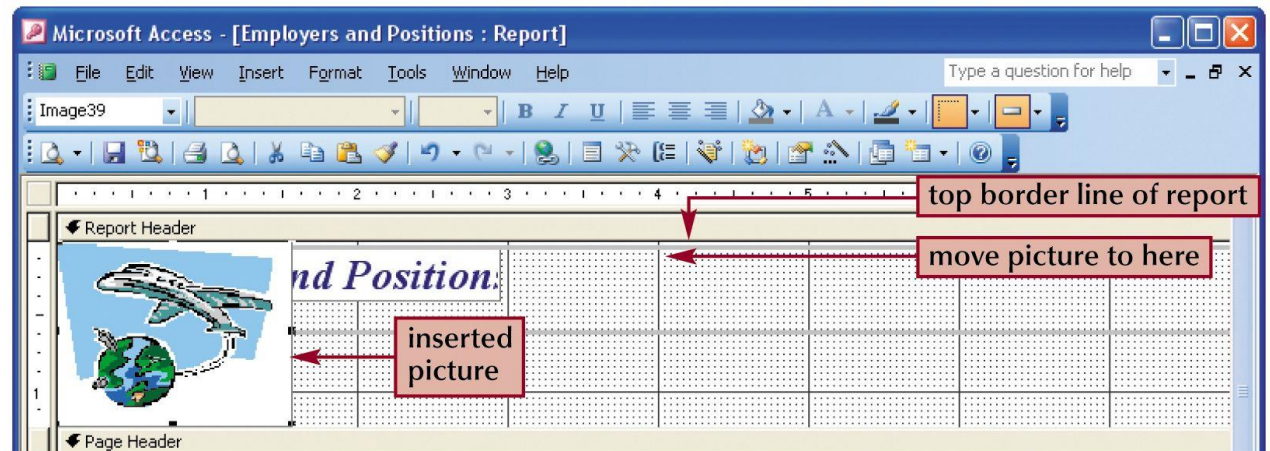 Microsoft Access - [Employers and Positions : Report]
File Edit View Insert Format Tools Window Help Type a question for help
Image39 B I U A
1 2 3 4 5
top border line of report
Report Header
move picture to here
nd Position
inserted
picture
1
Page Header